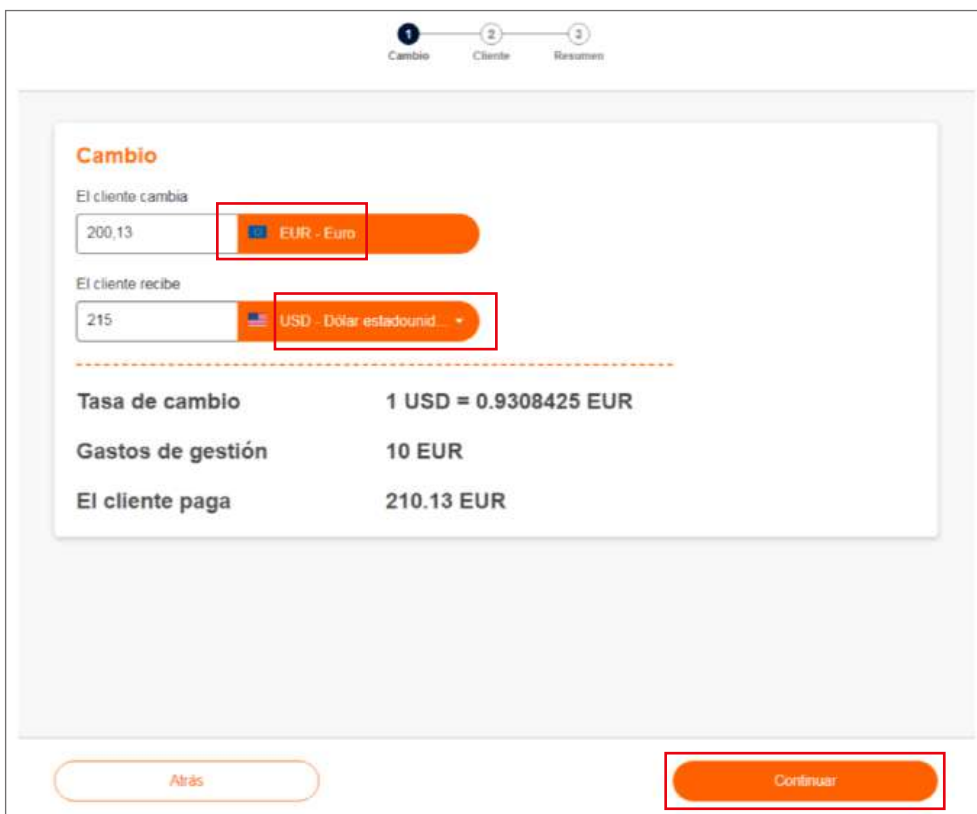 1 2 3
Cambio Cliente Resumen
Cambio
El cliente cambia
200,13 EUR - Euro
El cliente recibe
215 USD - Dólar estadounid...
Tasa de cambio 1 USD = 0.9308425 EUR
Gastos de gestión 10 EUR
El cliente paga 210.13 EUR
Atrás Continuar